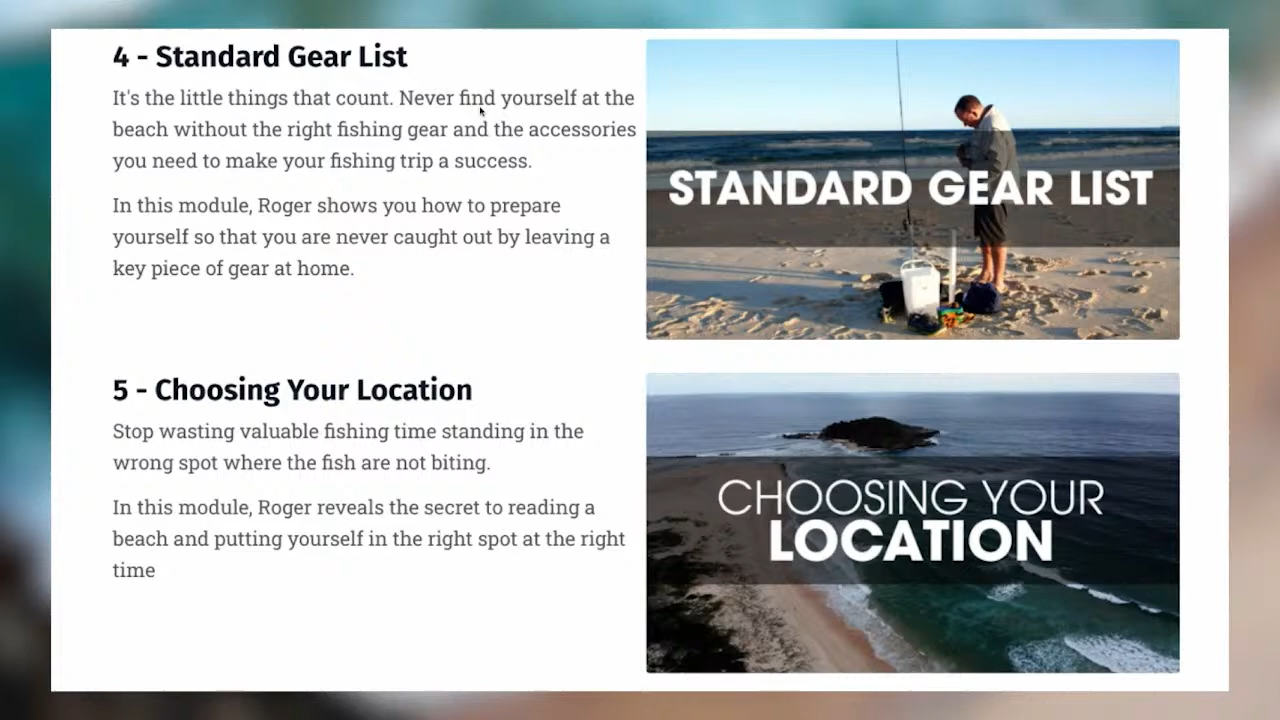 4 - Standard Gear List
It's the little things that count. Never find yourself at the
beach without the right fishing gear and the accessories
you need to make your fishing trip a success.
In this module, Roger shows you how to prepare
yourself so that you are never caught out by leaving a
key piece of gear at home.
STANDARD GEAR LIST
5 - Choosing Your Location
Stop wasting valuable fishing time standing in the
wrong spot where the fish are not biting.
In this module, Roger reveals the secret to reading a
beach and putting yourself in the right spot at the right
time
CHOOSING YOUR
LOCATION